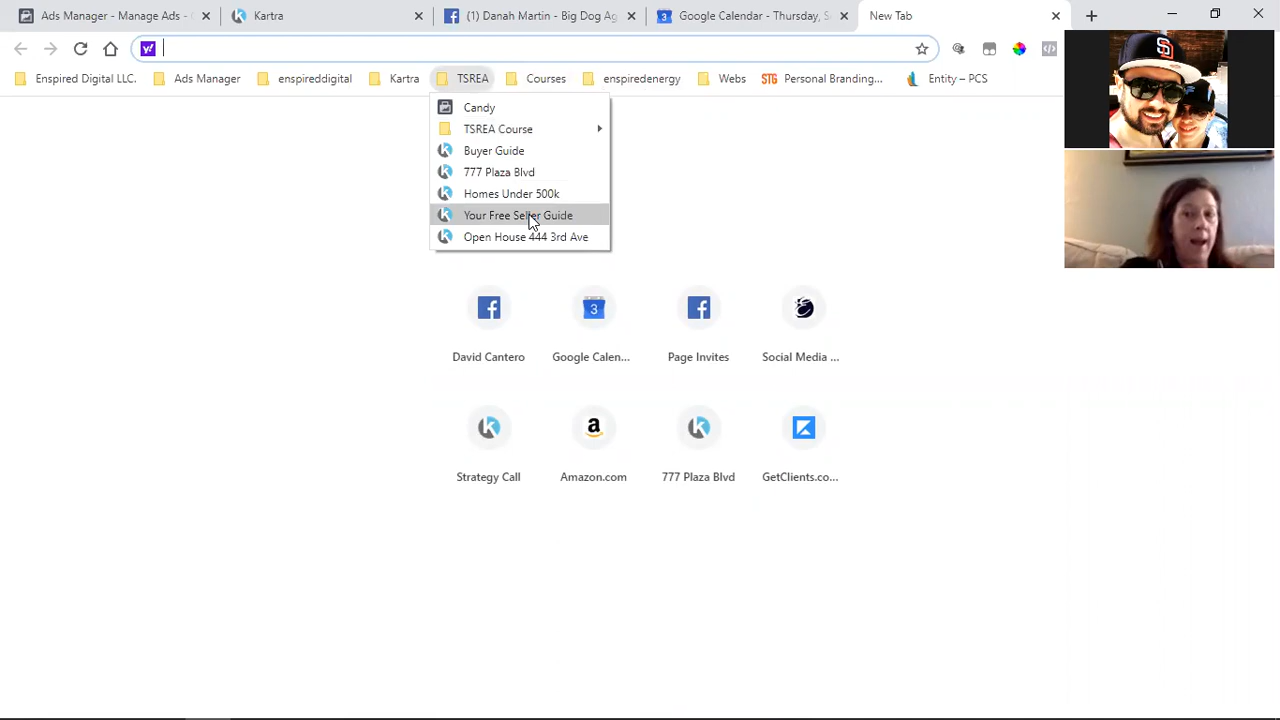 Ads Manager - Manage Ads -
Kartra
(1) Danah Martin - Big Dog Ag
Google Calendar - Thursday, S
New Tab
y!
Enspired Digital LLC.
Ads Manager
enspireddigital
Kartra
TSREA
Courses
enspiredenergy
Webs
STG Personal Branding...
Entity – PCS
Candy
TSREA Course
Buyer Guide
777 Plaza Blvd
Homes Under 500k
Your Free Seller Guide
Open House 444 3rd Ave
David Cantero
3
Google Calen...
Page Invites
Social Media ...
Strategy Call
Amazon.com
777 Plaza Blvd
GetClients.co...